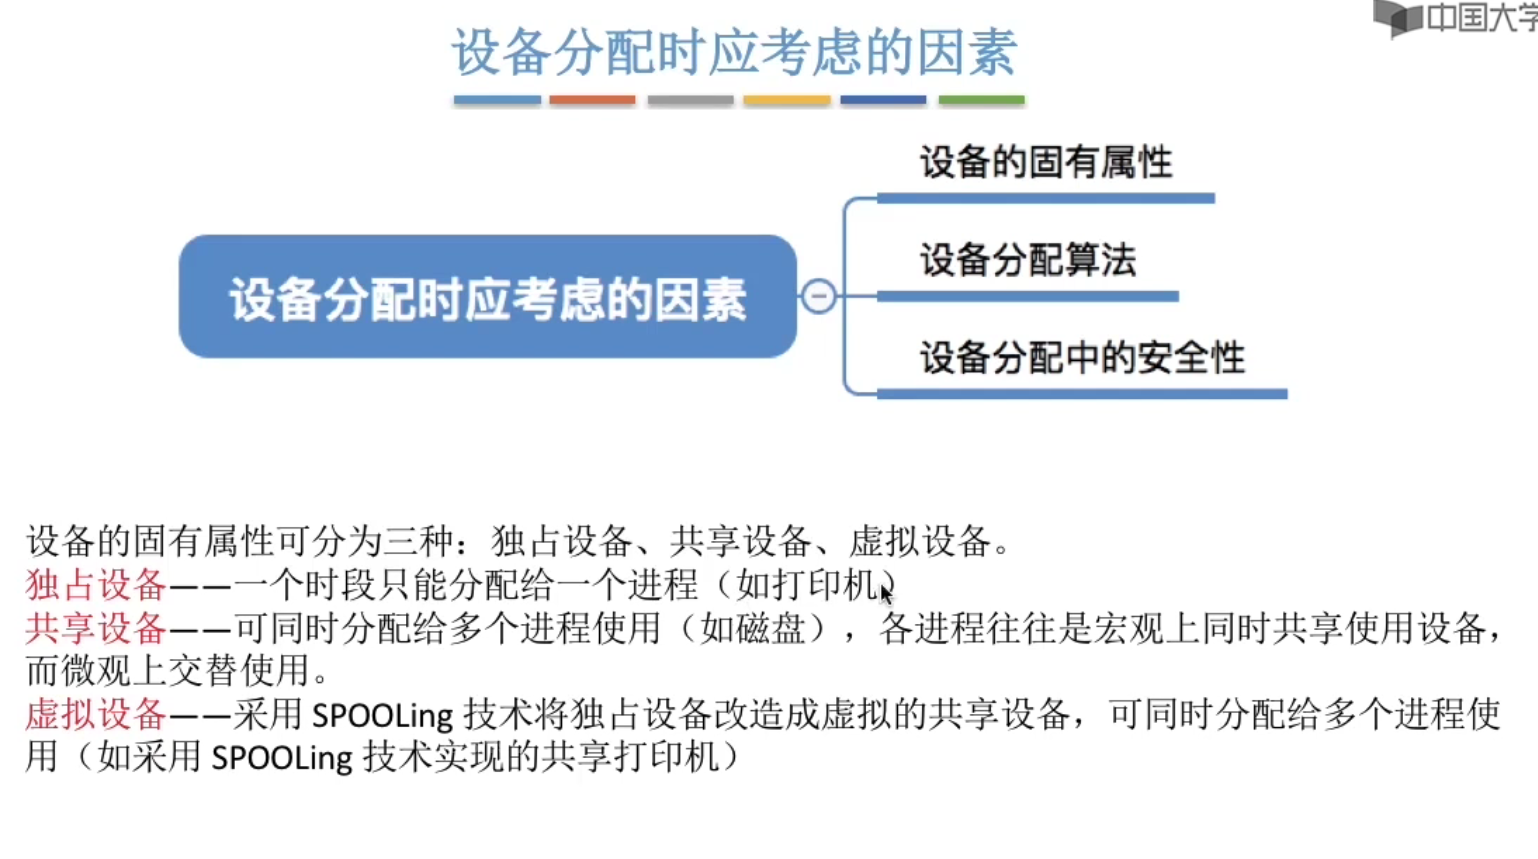 中国大学
设备分配时应考虑的因素
设备的固有属性
设备分配时应考虑的因素
设备分配算法
设备分配中的安全性
设备的固有属性可分为三种：独占设备、共享设备、虚拟设备。
独占设备——一个时段只能分配给一个进程（如打印机）
共享设备——可同时分配给多个进程使用（如磁盘），各进程往往是宏观上同时共享使用设备，
而微观上交替使用。
虚拟设备——采用 SPOOLing 技术将独占设备改造成虚拟的共享设备，可同时分配给多个进程使
用（如采用 SPOOLing 技术实现的共享打印机）